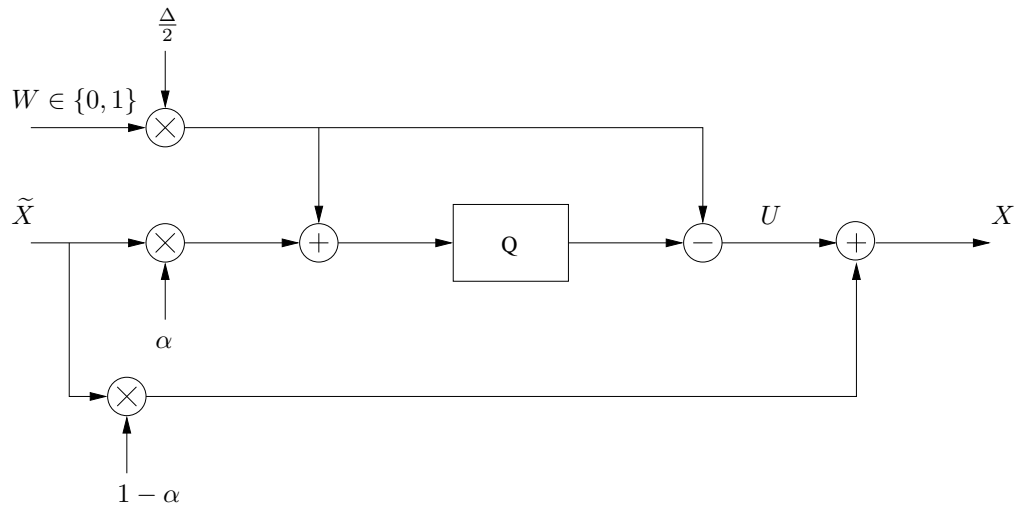 Δ/2
W ∈ {0, 1}
X̃
U
X
×
×
+
Q
−
+
α
×
1 − α